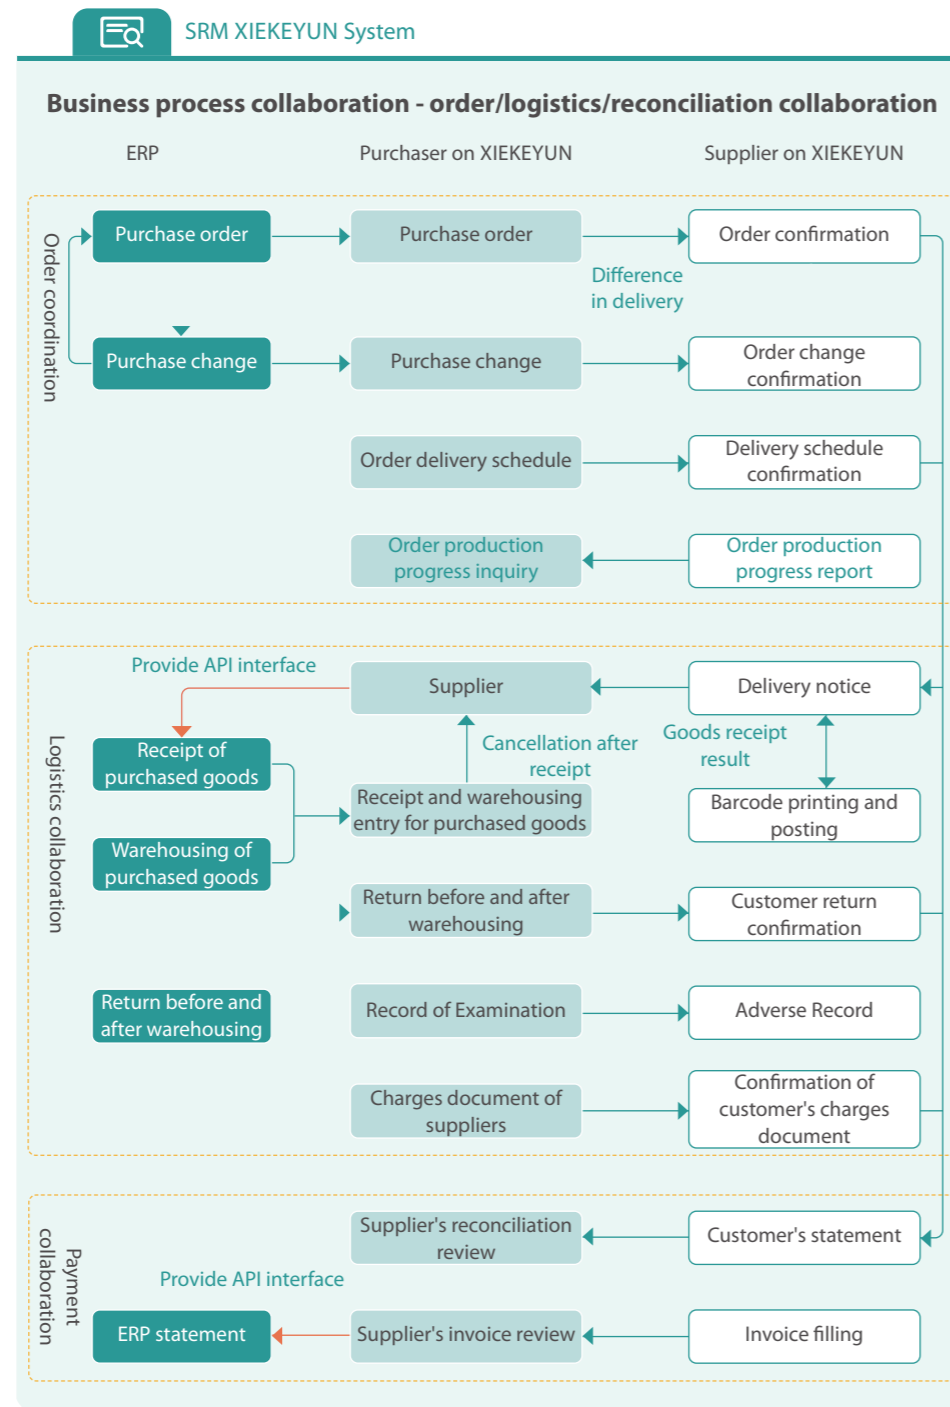 SRM XIEKEYUN System
Business process collaboration - order/logistics/reconciliation collaboration
ERP
Purchaser on XIEKEYUN
Supplier on XIEKEYUN
Order coordination
Purchase order
Purchase order
Order confirmation
Difference
in delivery
Purchase change
Purchase change
Order change
confirmation
Order delivery schedule
Delivery schedule
confirmation
Order production
progress inquiry
Order production
progress report
Logistics collaboration
Provide API interface
Supplier
Delivery notice
Receipt of
purchased goods
Cancellation after
receipt
Goods receipt
result
Receipt and warehousing
entry for purchased goods
Barcode printing and
posting
Warehousing of
purchased goods
Return before and after
warehousing
Customer return
confirmation
Return before and
after warehousing
Record of Examination
Adverse Record
Charges document of
suppliers
Confirmation of
customer's charges
document
Payment
collaboration
Supplier's reconciliation
review
Customer's statement
Provide API interface
ERP statement
Supplier's invoice review
Invoice filling